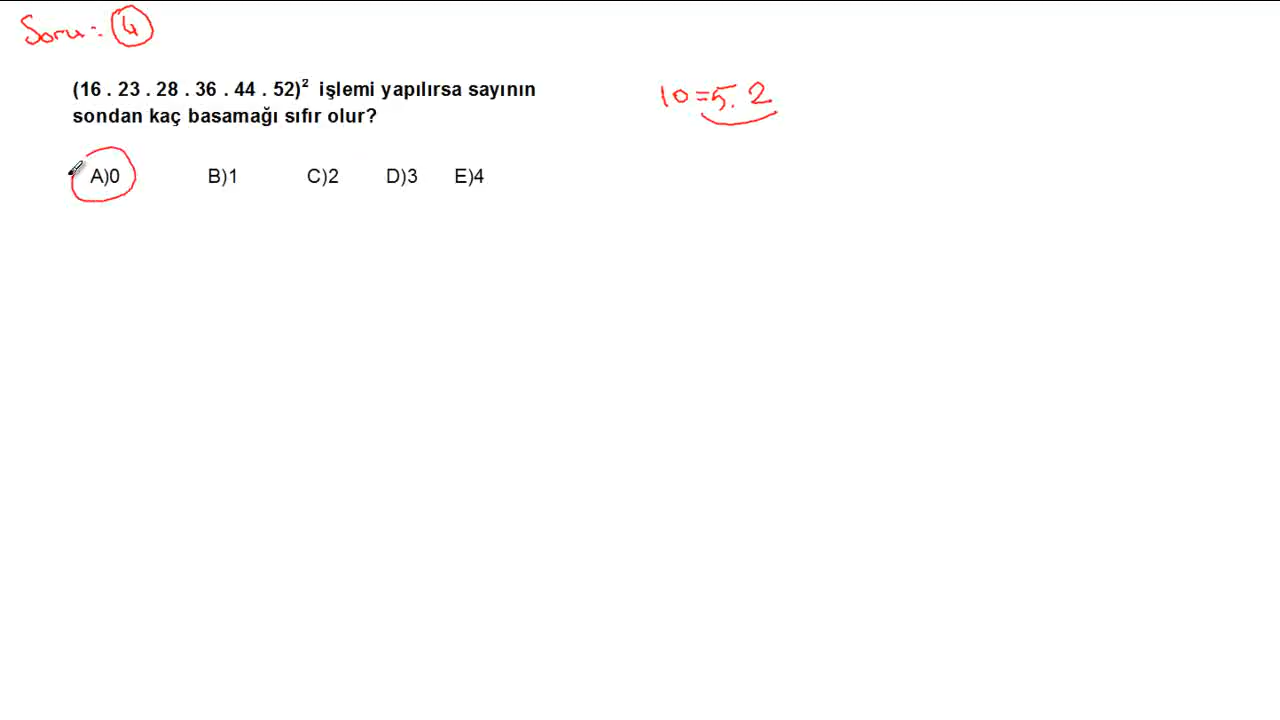 Soru: 4
(16 . 23 . 28 . 36 . 44 . 52)² işlemi yapılırsa sayının
sondan kaç basamağı sıfır olur?
10=5.2
A)0 B)1 C)2 D)3 E)4